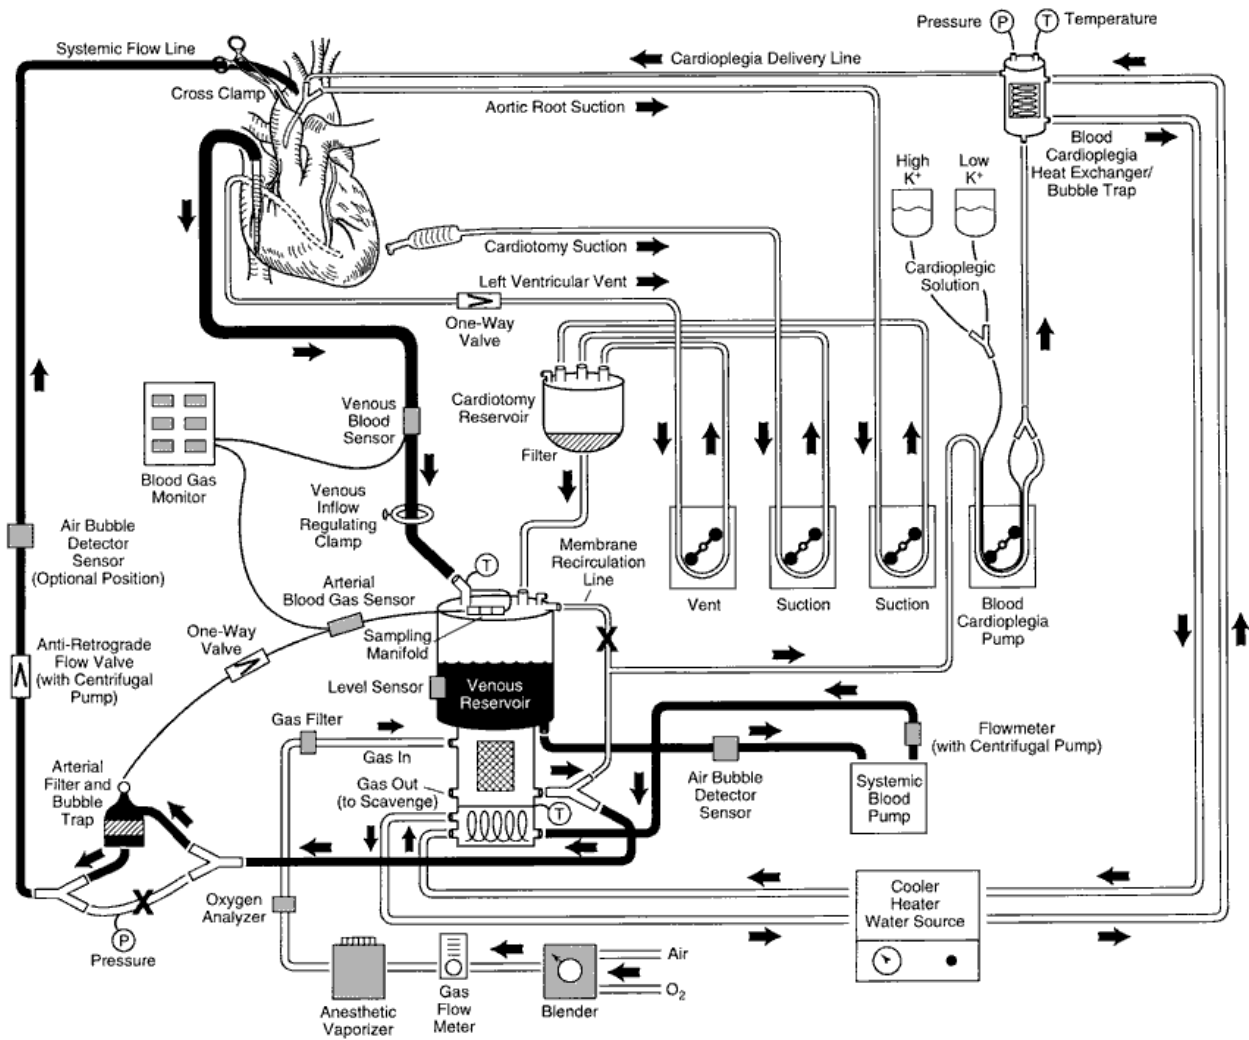 Pressure
P
T
Temperature
Systemic Flow Line
Cardioplegia Delivery Line
Cross Clamp
Aortic Root Suction
Blood
Cardioplegia
Heat Exchanger/
Bubble Trap
High
K+
Low
K+
Cardiotomy Suction
Cardioplegic
Solution
Left Ventricular Vent
One-Way
Valve
Cardiotomy
Reservoir
Filter
Venous
Blood
Sensor
Blood Gas
Monitor
Venous
Inflow
Regulating
Clamp
Air Bubble
Detector
Sensor
(Optional Position)
T
Membrane
Recirculation
Line
Arterial
Blood Gas Sensor
Vent
Suction
Suction
Blood
Cardioplegia
Pump
One-Way
Valve
Sampling
Manifold
X
Anti-Retrograde
Flow Valve
(with Centrifugal
Pump)
Level Sensor
Venous
Reservoir
Gas Filter
Gas In
Flowmeter
(with Centrifugal Pump)
Arterial
Filter and
Bubble
Trap
Gas Out
(to Scavenge)
T
Air Bubble
Detector
Sensor
Systemic
Blood
Pump
X
P
Pressure
Oxygen
Analyzer
Cooler
Heater
Water Source
Air
O2
Anesthetic
Vaporizer
Gas
Flow
Meter
Blender